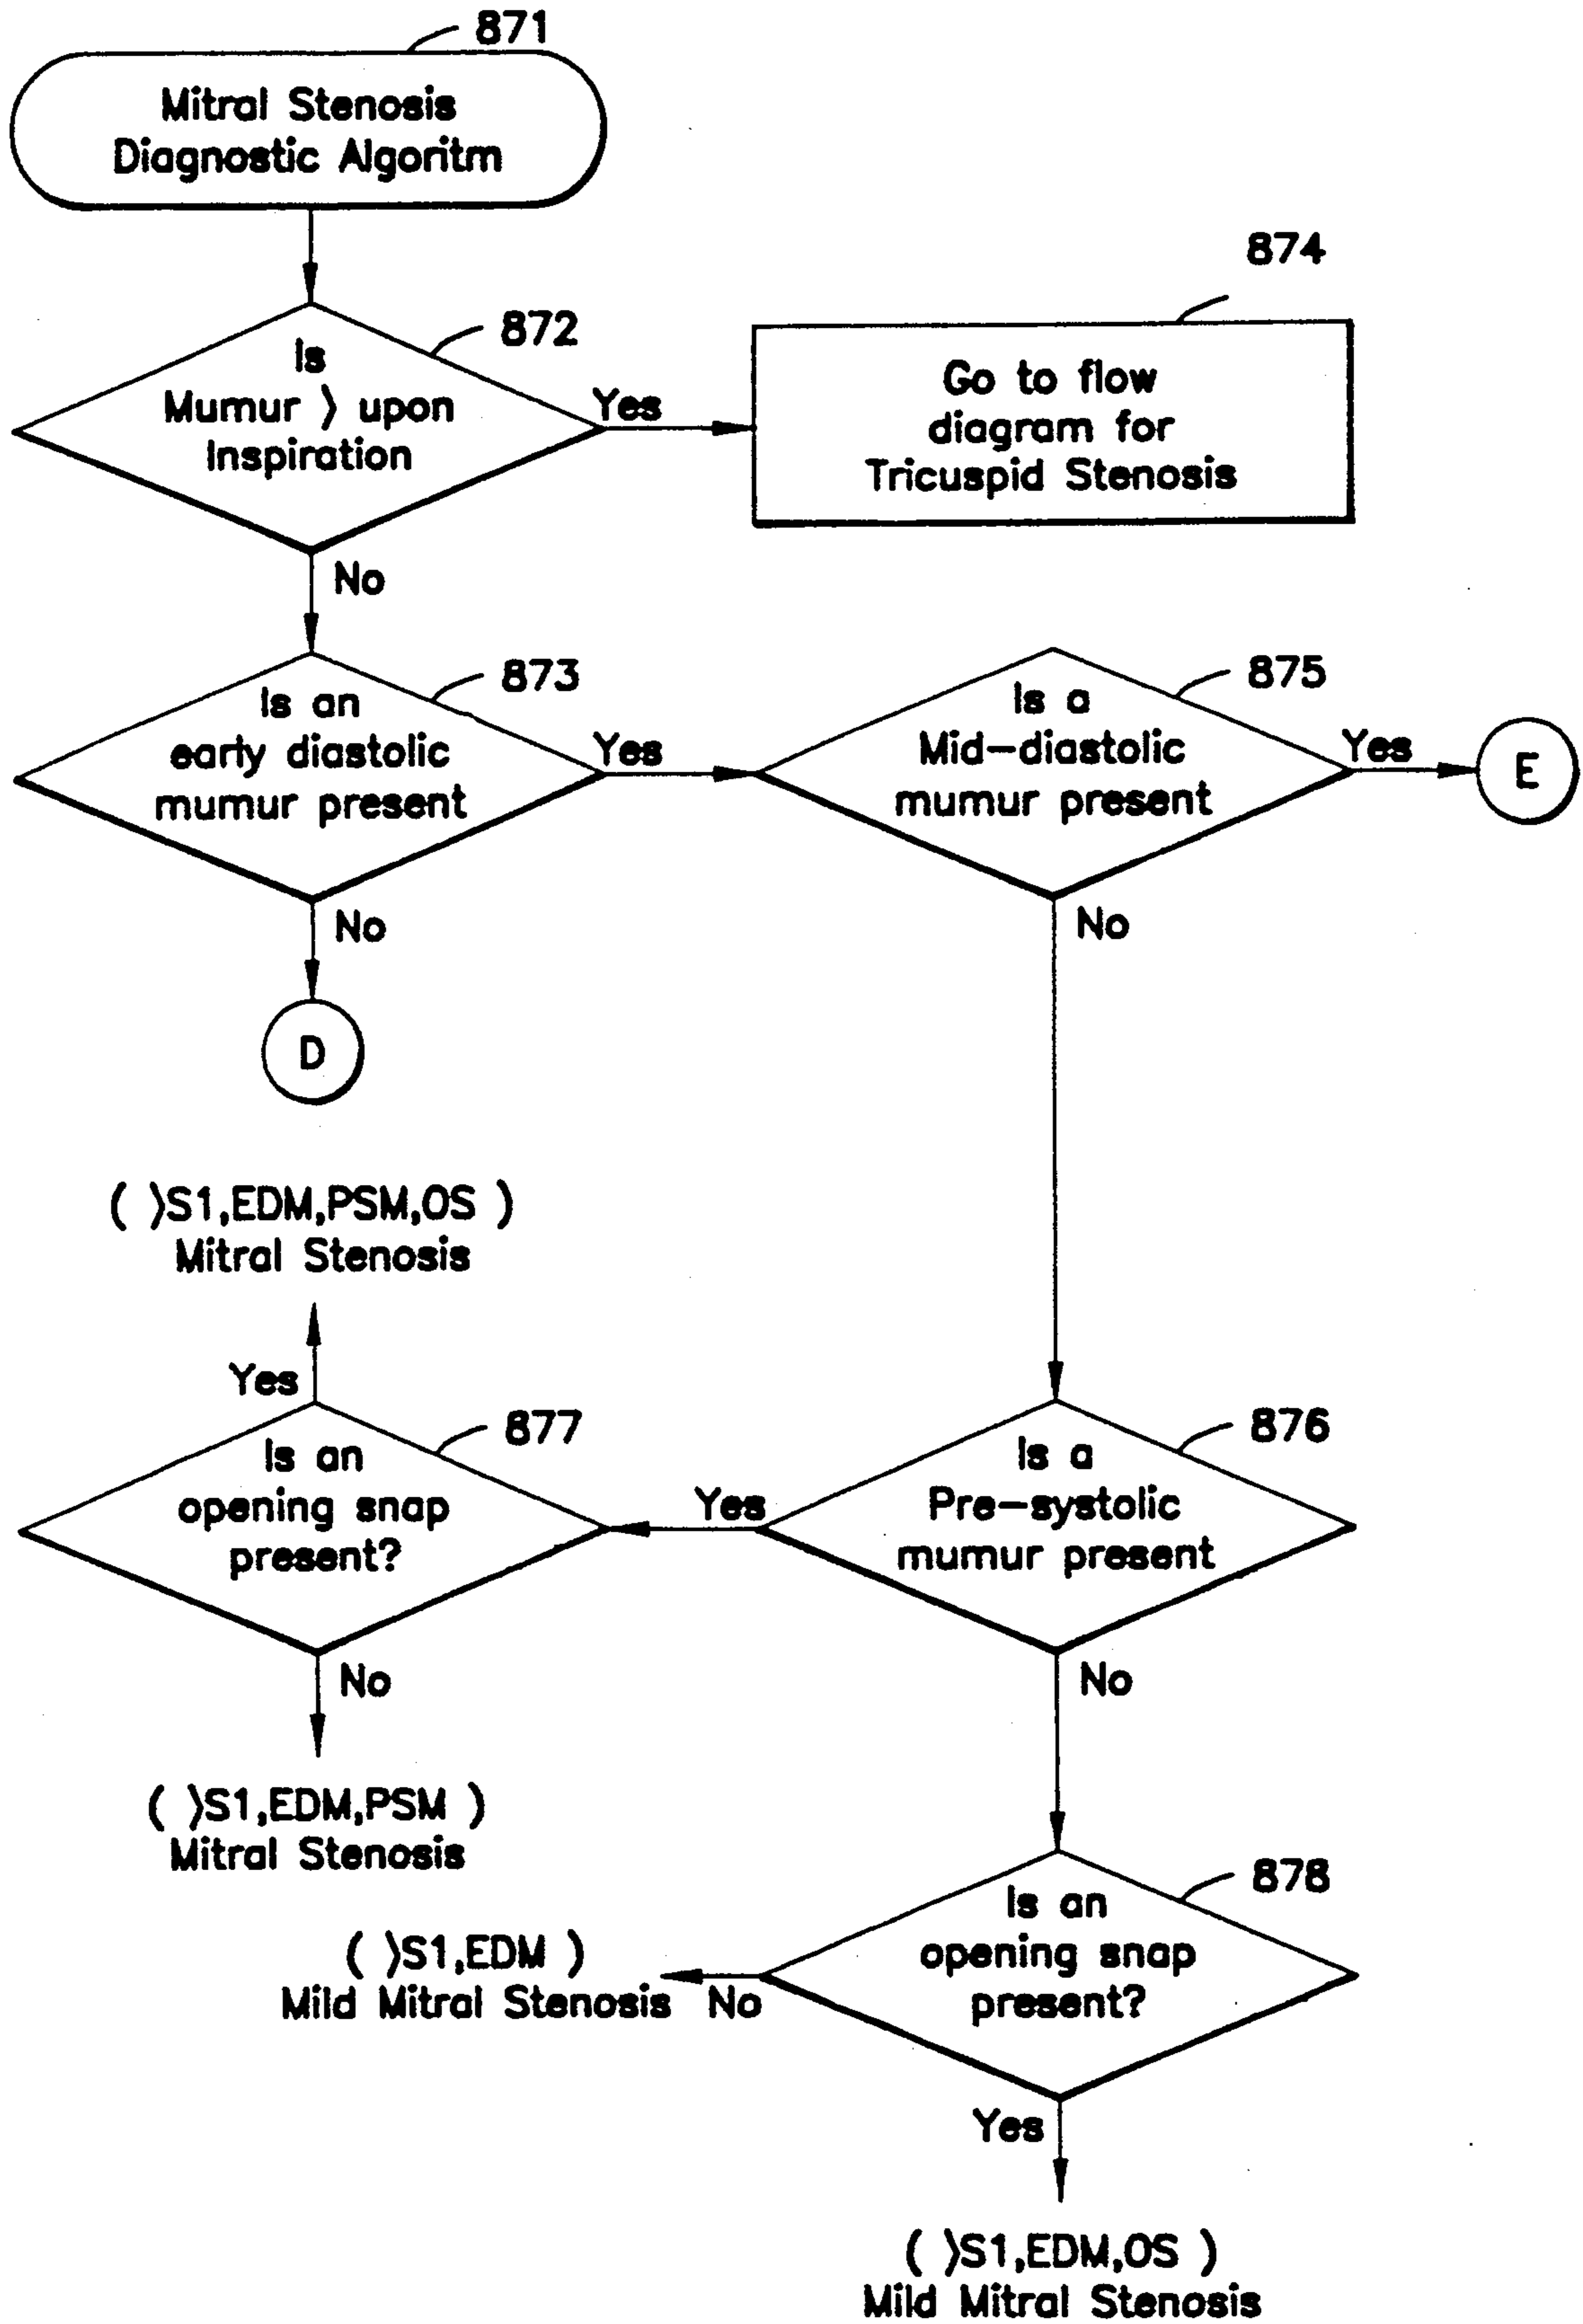 871
Mitral Stenosis
Diagnostic Algoritm
874
872
Is
Mumur > upon
Inspiration
Yes
Go to flow
diagram for
Tricuspid Stenosis
No
873
Is an
early diastolic
mumur present
Yes
875
Is a
Mid-diastolic
mumur present
Yes
E
No
No
D
( >S1,EDM,PSM,OS )
Mitral Stenosis
Yes
877
Is an
opening snap
present?
Yes
876
Is a
Pre-systolic
mumur present
No
No
( >S1,EDM,PSM )
Mitral Stenosis
878
Is an
opening snap
present?
( >S1,EDM )
Mild Mitral Stenosis
No
Yes
( >S1,EDM,OS )
Mild Mitral Stenosis